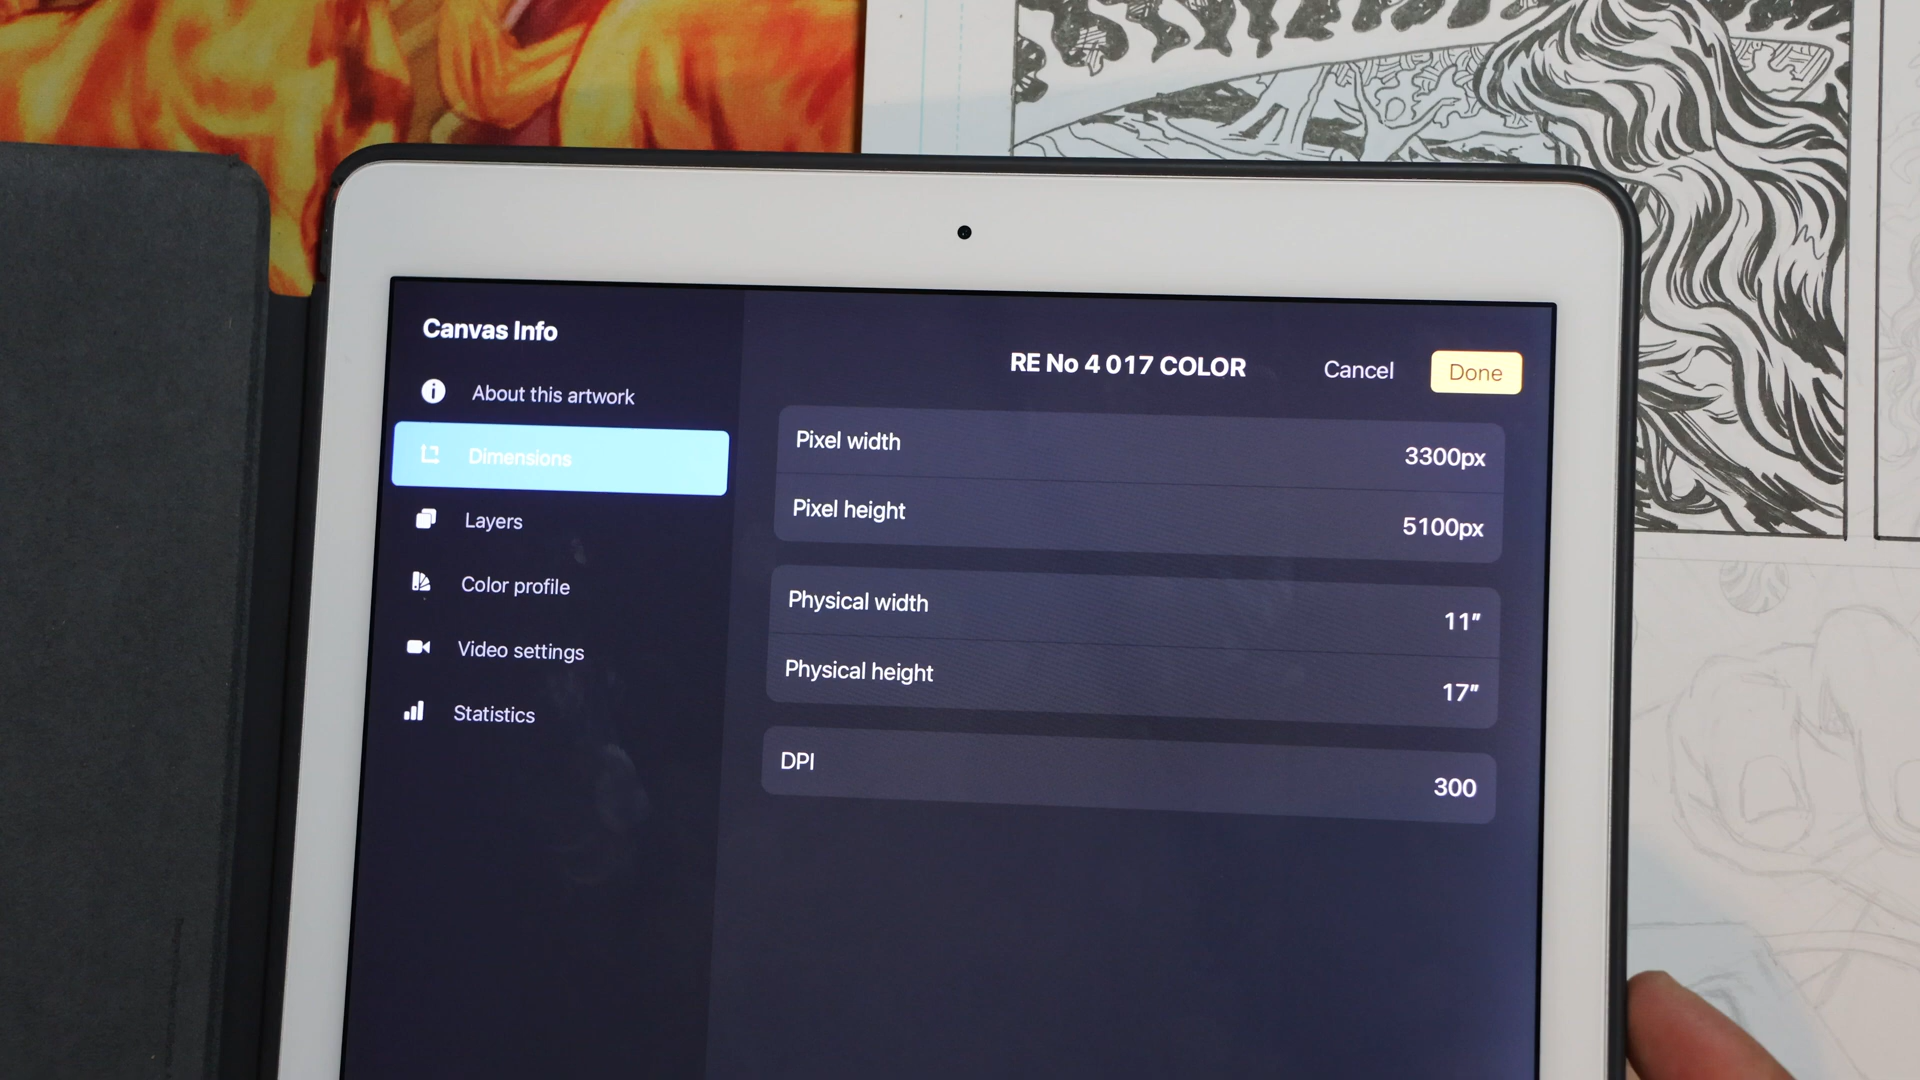 Canvas Info
RE No 4 017 COLOR
Cancel
Done
About this artwork
Dimensions
Layers
Color profile
Video settings
Statistics
Pixel width
3300px
Pixel height
5100px
Physical width
11”
Physical height
17”
DPI
300